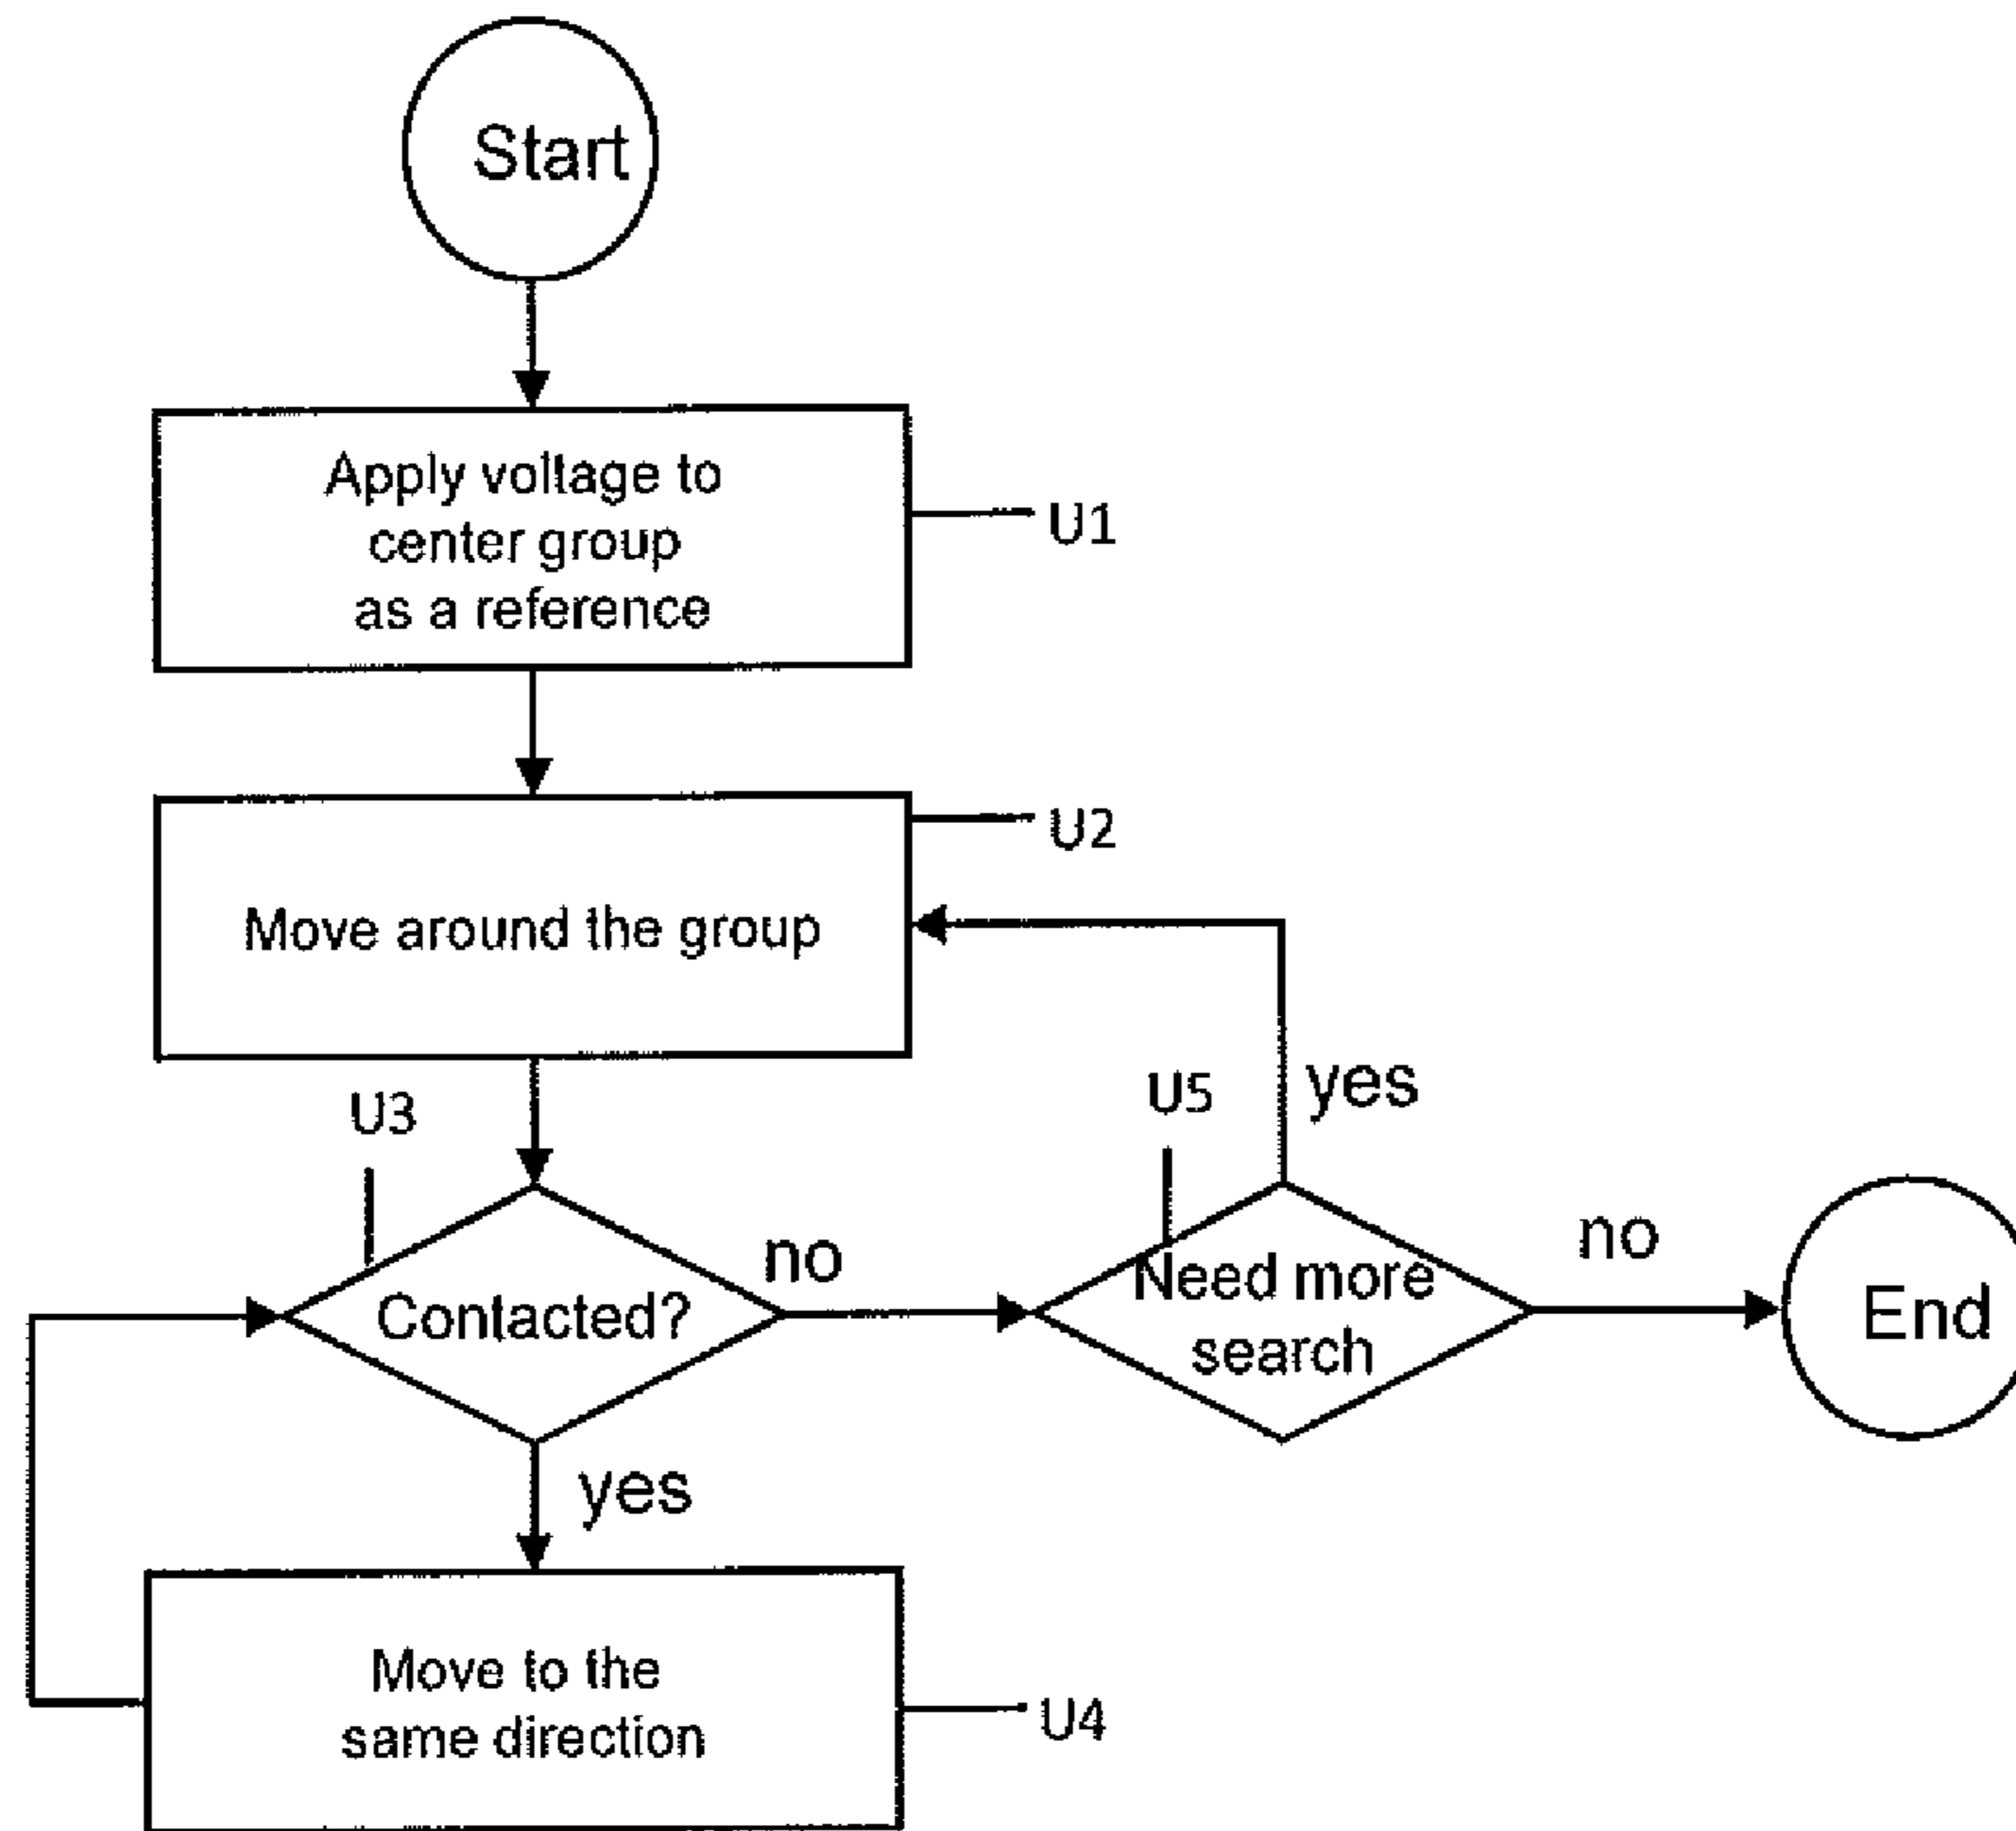 Start
Apply voltage to
center group
as a reference
U1
U2
Move around the group
yes
U5
U3
no
no
Need more
search
Contacted?
End
yes
Move to the
same direction
U4